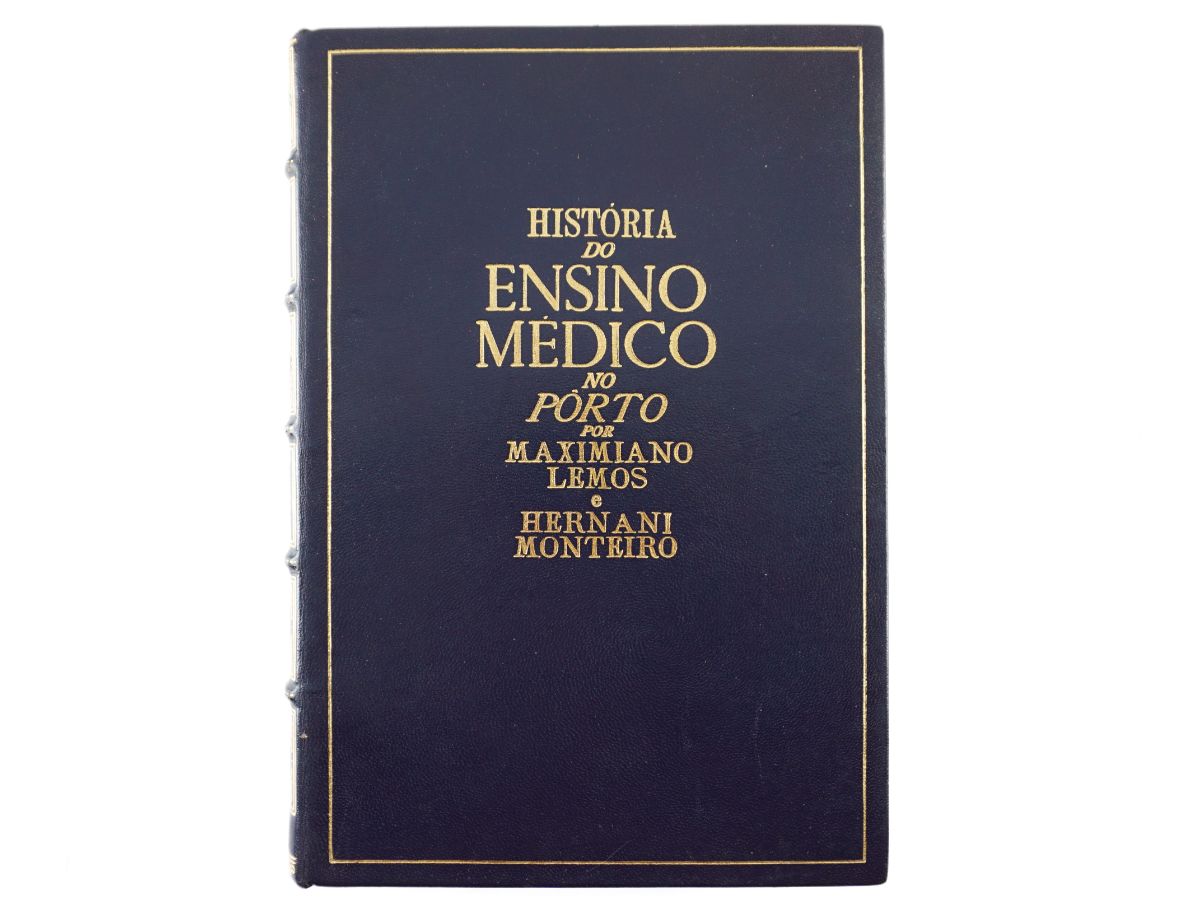 HISTÓRIA
DO
ENSINO
MÉDICO
NO
PÔRTO
POR
MAXIMIANO
LEMOS
e
HERNANI
MONTEIRO